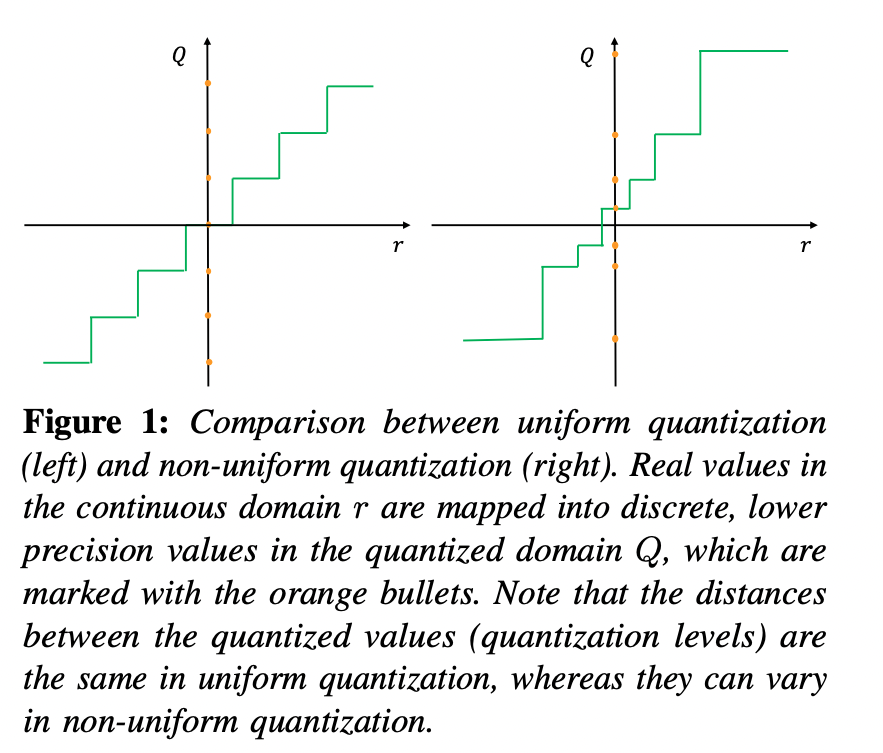 Q
r
Q
r
Figure 1: Comparison between uniform quantization
(left) and non-uniform quantization (right). Real values in
the continuous domain r are mapped into discrete, lower
precision values in the quantized domain Q, which are
marked with the orange bullets. Note that the distances
between the quantized values (quantization levels) are
the same in uniform quantization, whereas they can vary
in non-uniform quantization.